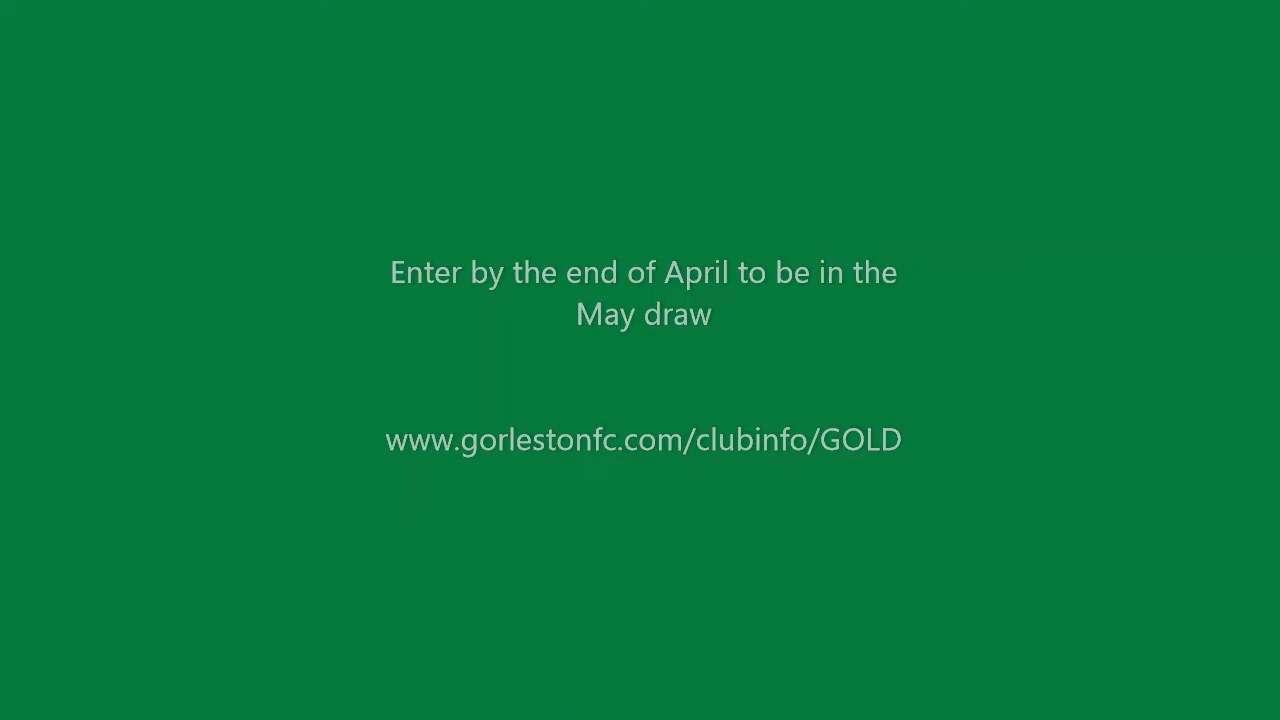 Enter by the end of April to be in the
May draw
www.gorlestonfc.com/clubinfo/GOLD